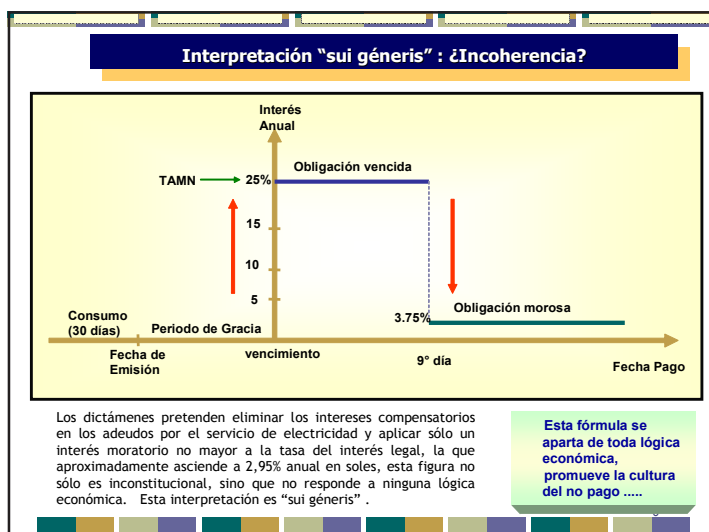 Interpretación “sui géneris” : ¿Incoherencia?
Interés
Anual
Obligación vencida
TAMN
25%
15
10
5
Consumo
(30 días)
Periodo de Gracia
3.75%
Obligación morosa
Fecha de
Emisión
vencimiento
9° día
Fecha Pago
Los dictámenes pretenden eliminar los intereses compensatorios
en los adeudos por el servicio de electricidad y aplicar sólo un
interés moratorio no mayor a la tasa del interés legal, la que
aproximadamente asciende a 2,95% anual en soles, esta figura no
sólo es inconstitucional, sino que no responde a ninguna lógica
económica. Esta interpretación es “sui géneris” .
Esta fórmula se
aparta de toda lógica
económica,
promueve la cultura
del no pago .....